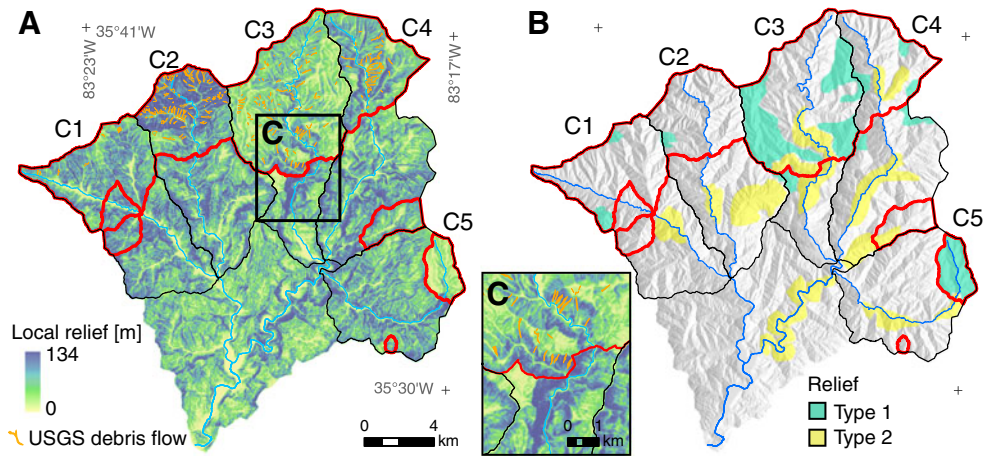 A
35°41'W
83°23'W
C1
C2
C3
C4
83°17'W
C
C5
Local relief [m]
134
0
USGS debris flow
35°30'W
0 4
km
C
0 1
km
B
C1
C2
C3
C4
C5
Relief
Type 1
Type 2